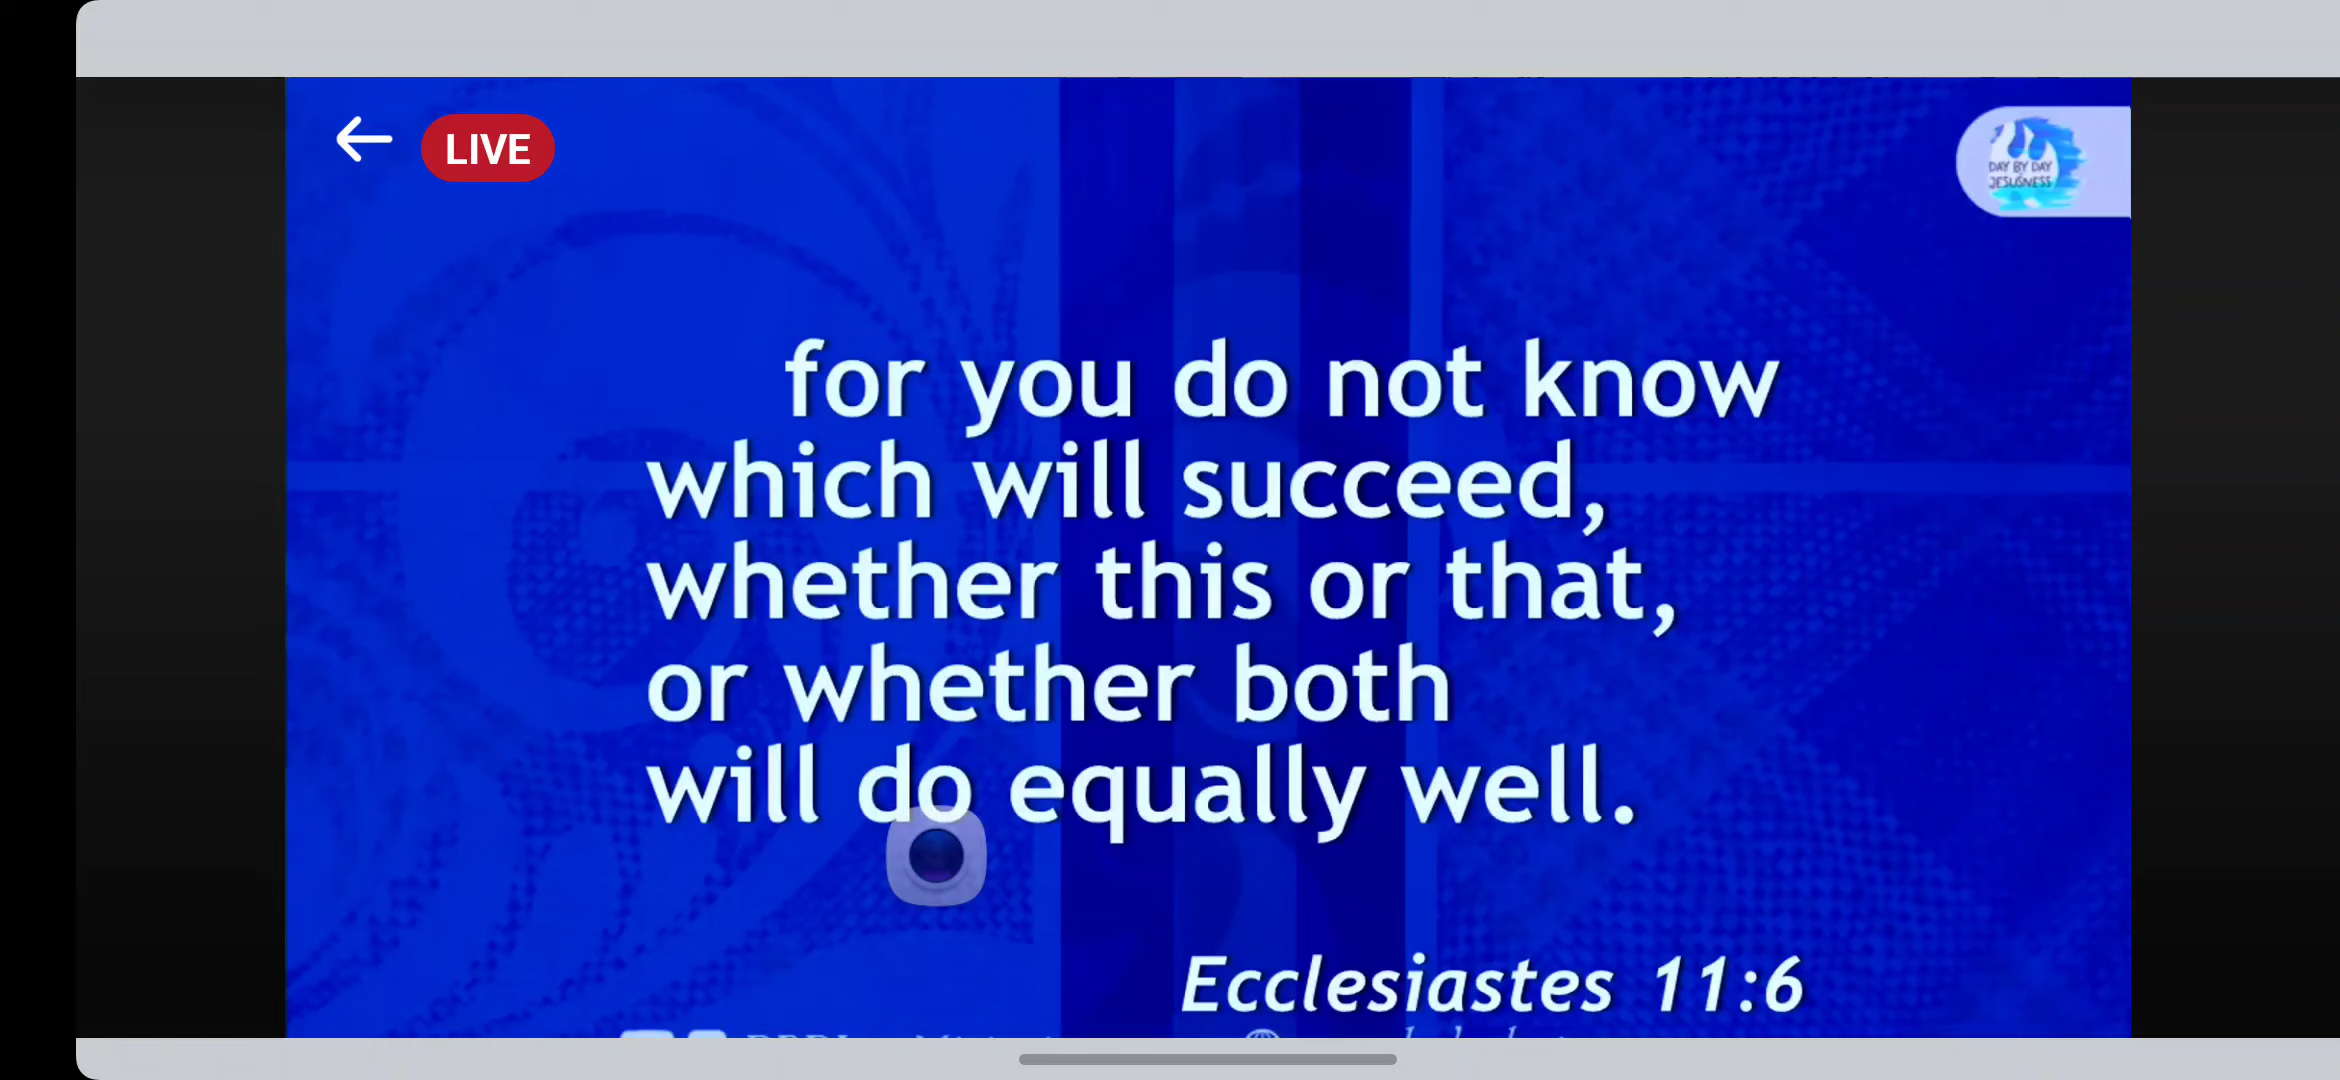 LIVE
DAY BY DAY
JESUSNESS
for you do not know
which will succeed,
whether this or that,
or whether both
will do equally well.
Ecclesiastes 11:6